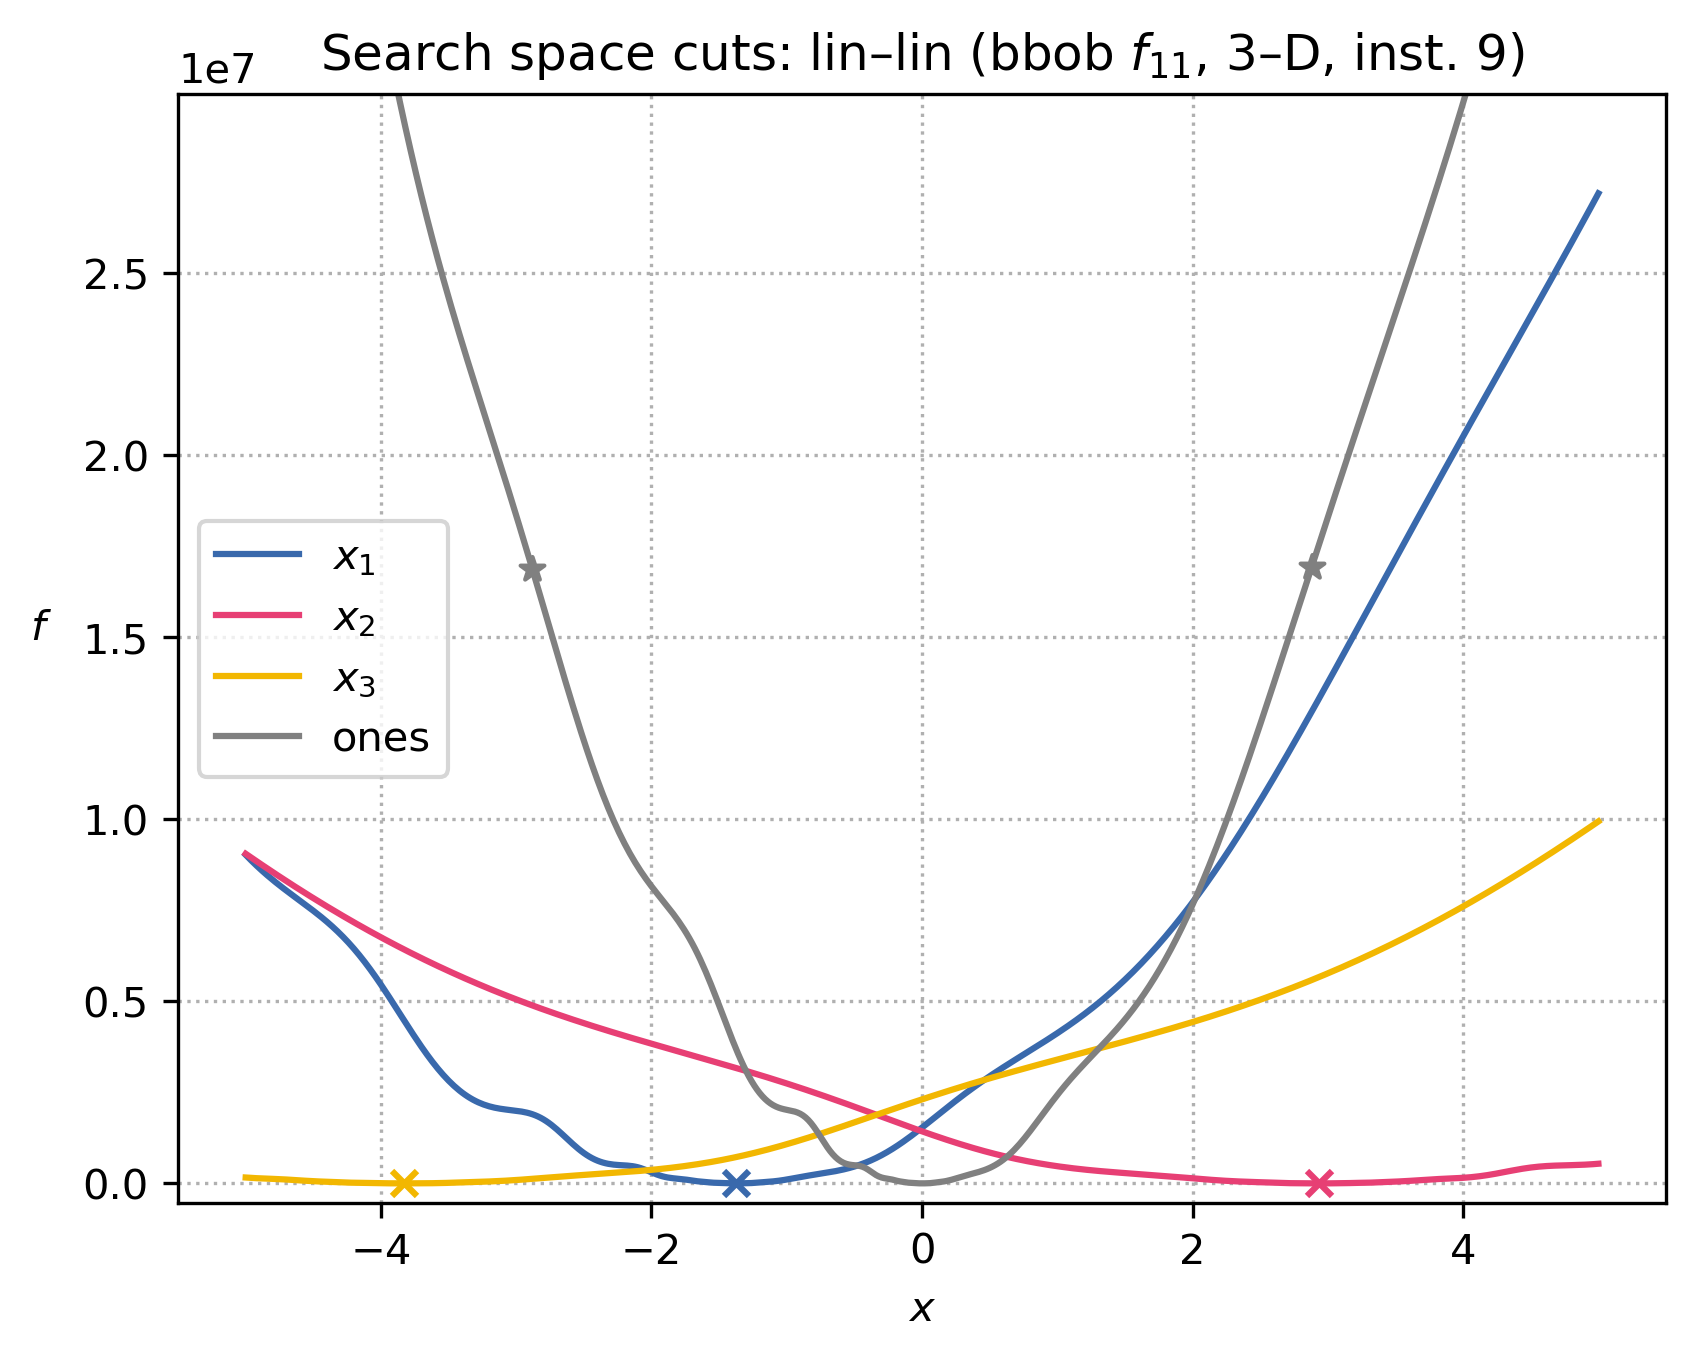 Search space cuts: lin–lin (bbob f₁₁, 3–D, inst. 9)
1e7
2.5
2.0
1.5
1.0
0.5
0.0
f
x₁
x₂
x₃
ones
−4
−2
0
2
4
x